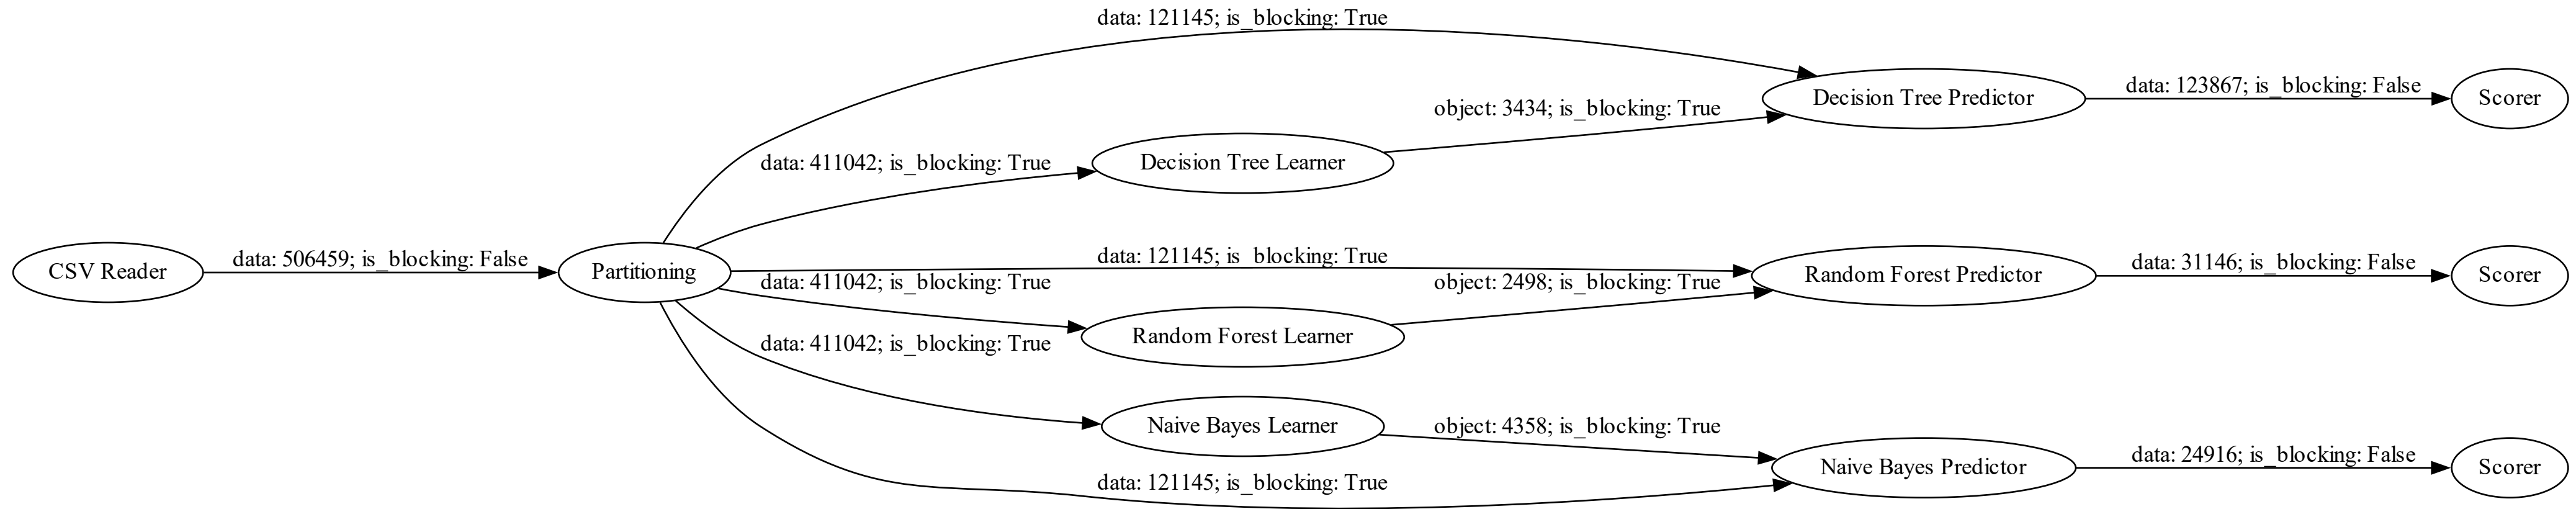 data: 121145; is_blocking: True
Decision Tree Predictor
data: 123867; is_blocking: False
Scorer
object: 3434; is_blocking: True
data: 411042; is_blocking: True
Decision Tree Learner
CSV Reader
data: 506459; is_blocking: False
Partitioning
data: 121145; is_blocking: True
Random Forest Predictor
data: 31146; is_blocking: False
Scorer
data: 411042; is_blocking: True
object: 2498; is_blocking: True
Random Forest Learner
data: 411042; is_blocking: True
Naive Bayes Learner
object: 4358; is_blocking: True
Naive Bayes Predictor
data: 24916; is_blocking: False
Scorer
data: 121145; is_blocking: True